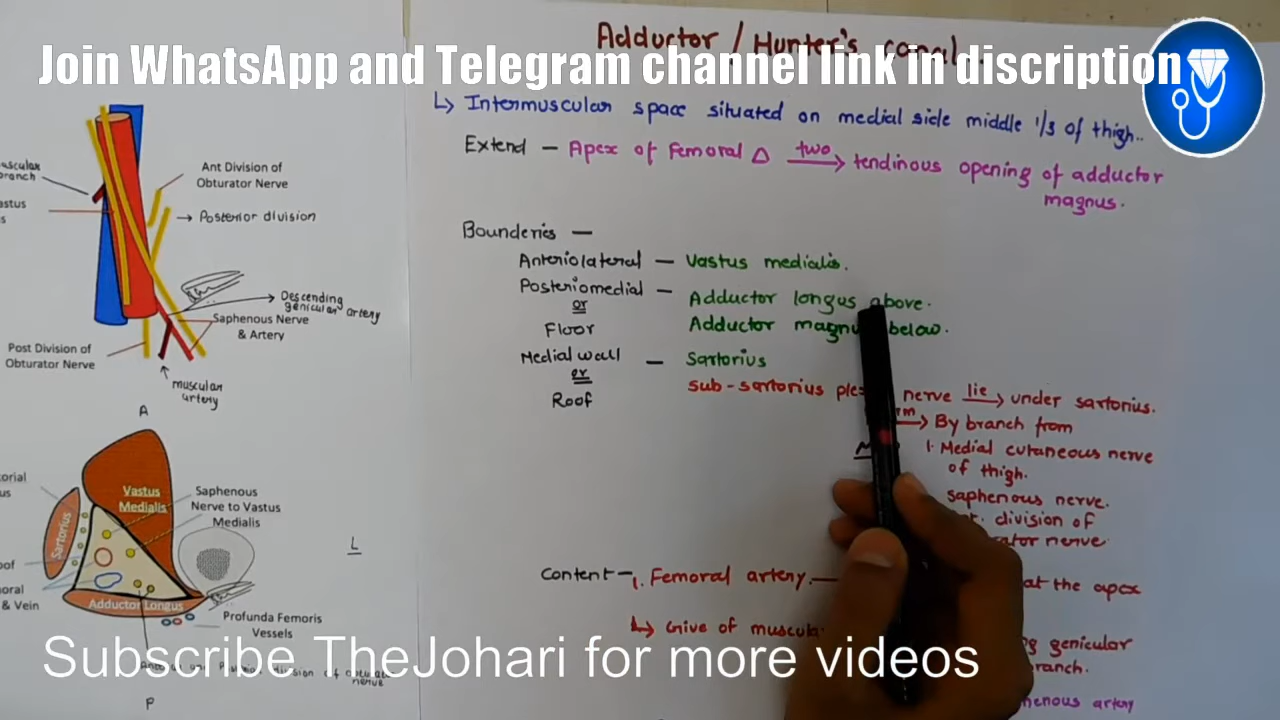 Adductor / Hunter's canal.
Join WhatsApp and Telegram channel link in discription
↳ Intermuscular space situated on medial side middle 1/3 of thigh..
Extend — Apex of femoral Δ two → tendinous opening of adductor
magnus.
Bounderies —
Anteriolateral — Vastus medialis.
Posteriomedial — Adductor longus above.
or
Floor Adductor magnus below.
Medial wall — Sartorius
or
Roof
sub-sartorius nerve lie → under sartorius.
→ By branch from
1. Medial cutaneous nerve
of thigh.
saphenous nerve.
division of
nerve
Content — 1. Femoral artery. — at the apex
↳ Give of
genicular
branch.
artery
branch
Ant Division of
Obturator Nerve
→ Posterior division
Descending
genicular artery
Saphenous Nerve
& Artery
Post Division of
Obturator Nerve
muscular
artery
A
Vastus
Medialis
Saphenous
Nerve to Vastus
Medialis
Sartorius
L
& Vein
Adductor Longus
Profunda Femoris
Vessels
division of
nerve
P
Subscribe TheJohari for more videos